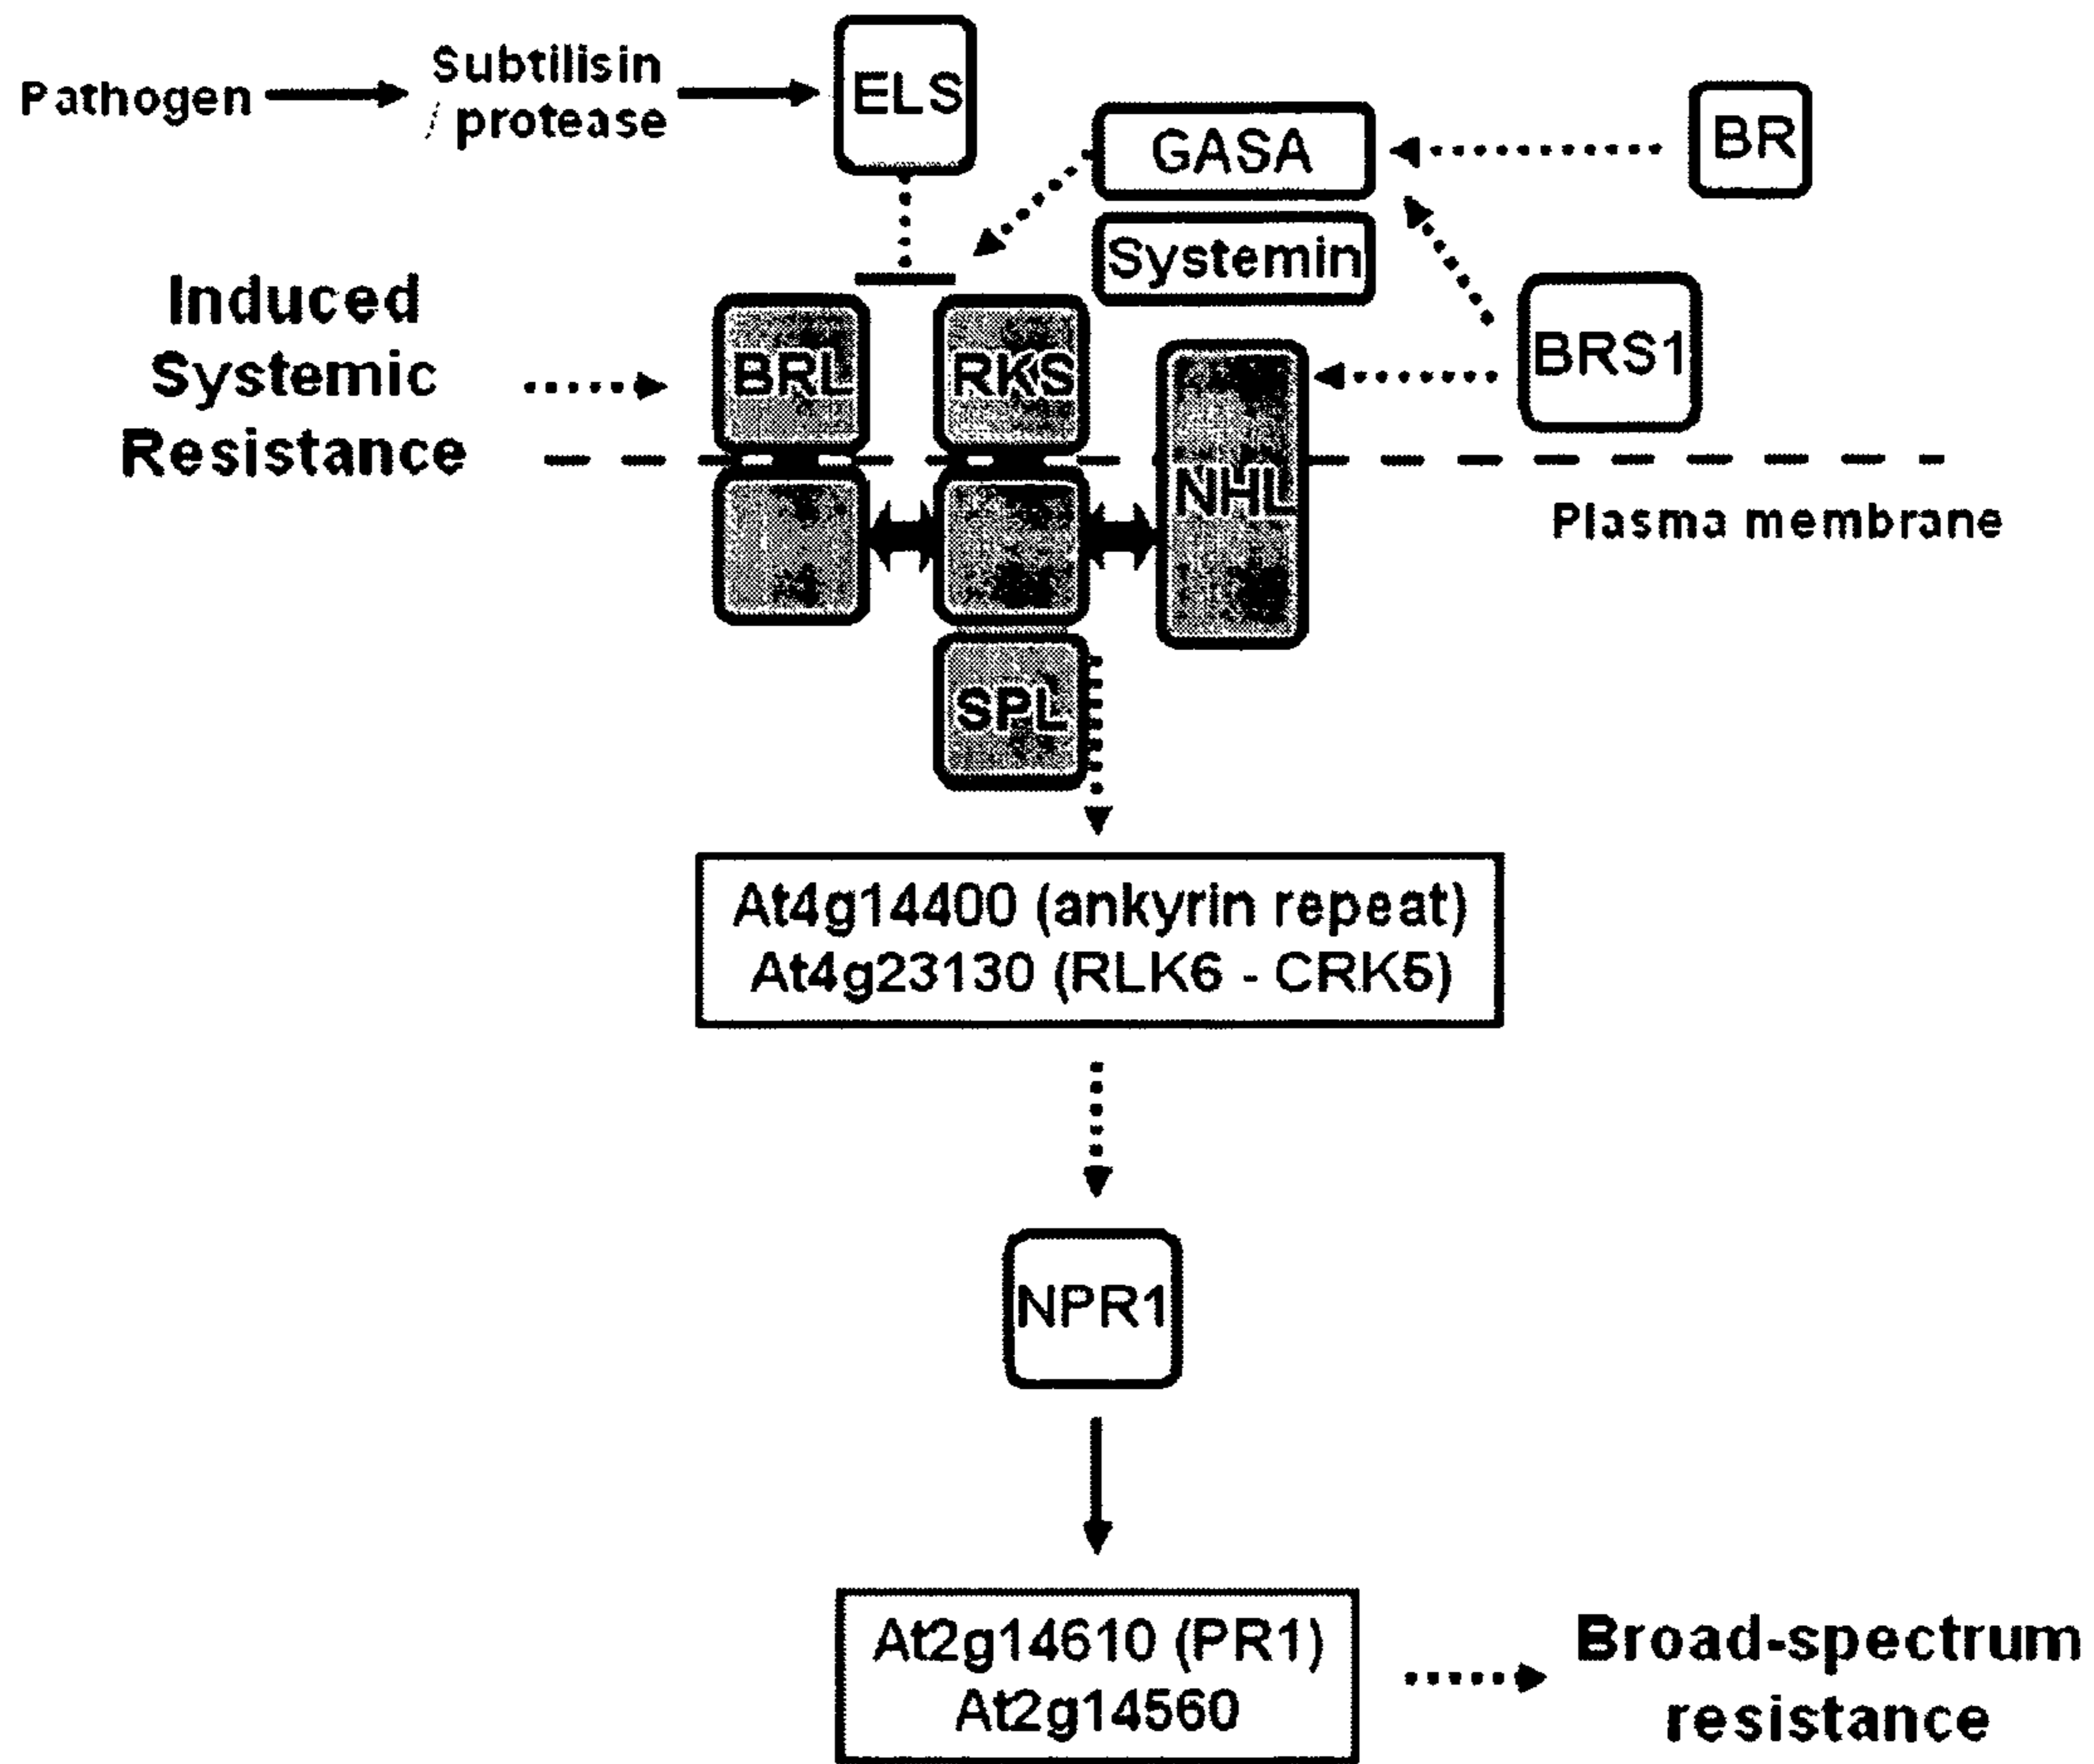 Pathogen
Subtilisin
/ protease
ELS
GASA
BR
Systemin
Induced
Systemic
Resistance
BRL
RKS
BRS1
NHL
Plasma membrane
SPL
At4g14400 (ankyrin repeat)
At4g23130 (RLK6 - CRK5)
NPR1
At2g14610 (PR1)
At2g14560
Broad-spectrum
resistance